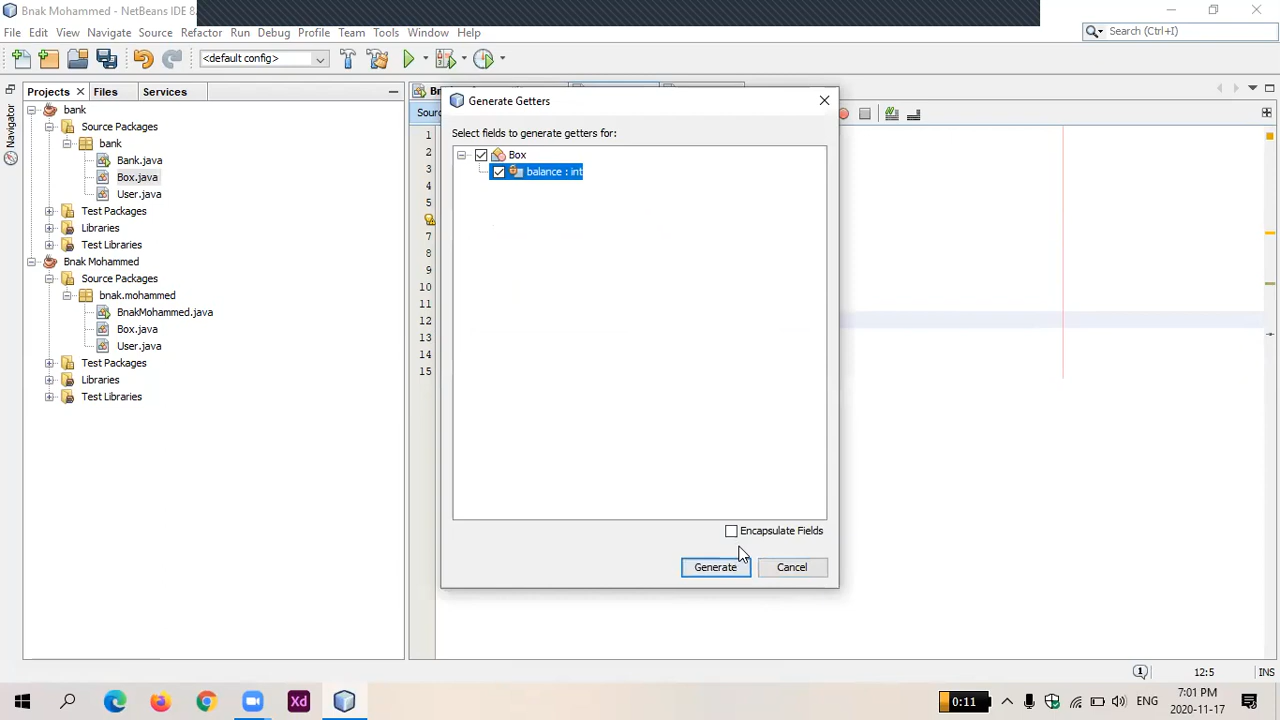 Bnak Mohammed - NetBeans IDE 8.
File Edit View Navigate Source Refactor Run Debug Profile Team Tools Window Help
Search (Ctrl+I)
<default config>
Projects Files Services
Navigator
bank
Source Packages
bank
Bank.java
Box.java
User.java
Test Packages
Libraries
Test Libraries
Bnak Mohammed
Source Packages
bnak.mohammed
BnakMohammed.java
Box.java
User.java
Test Packages
Libraries
Test Libraries
1
2
3
4
5
7
8
9
10
11
12
13
14
15
Generate Getters
Select fields to generate getters for:
Box
balance : int
Encapsulate Fields
Generate Cancel
1 12:5 INS
Xd 0:11 ENG 7:01 PM
2020-11-17